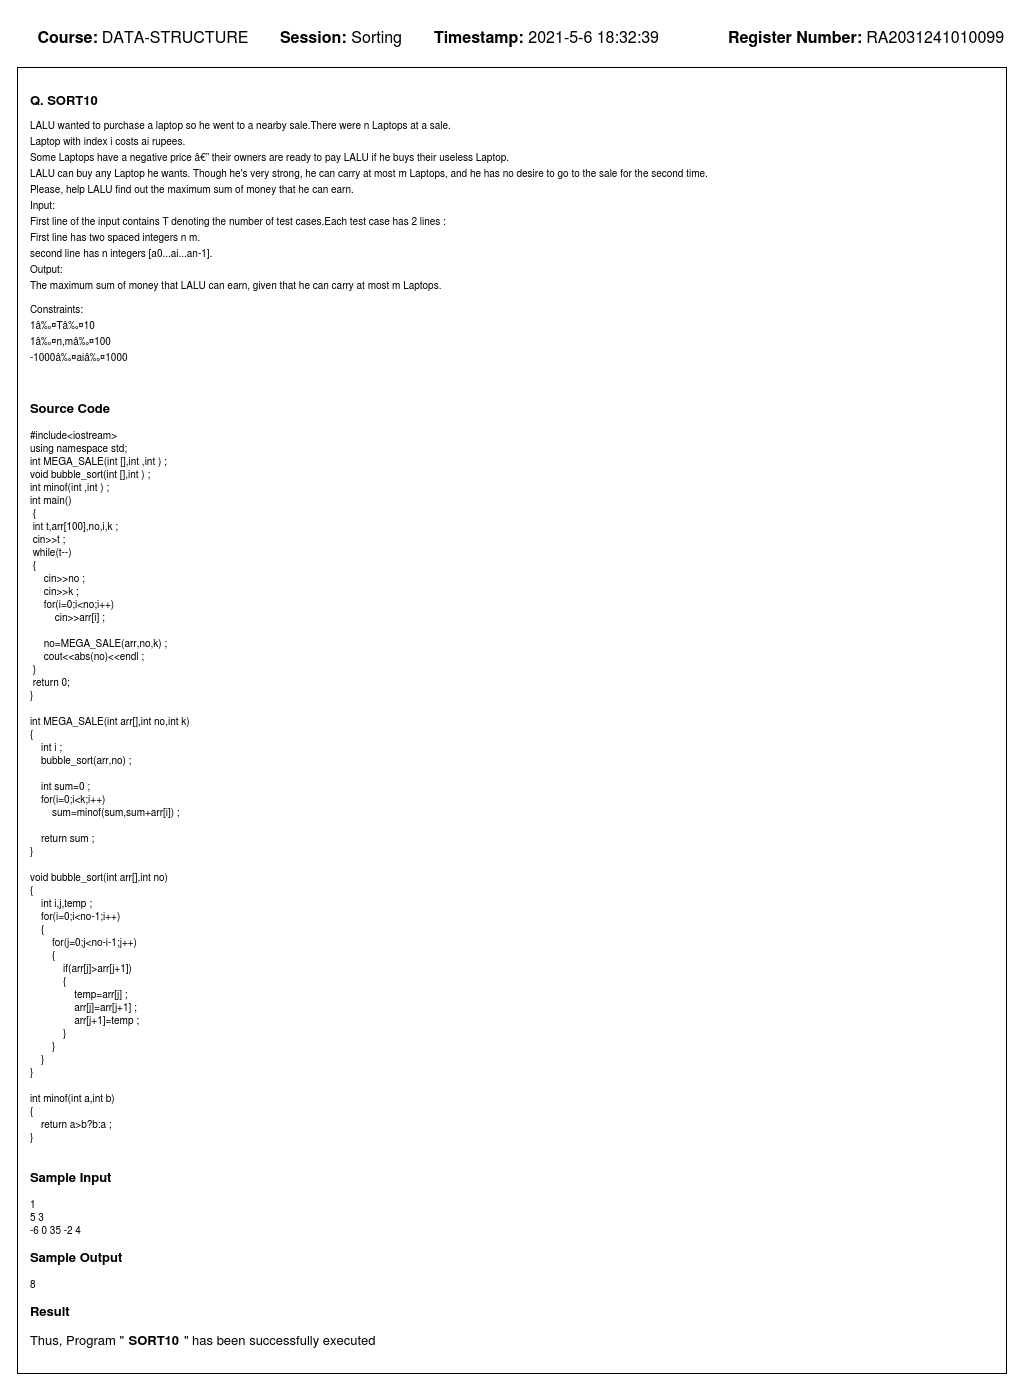 Course: DATA-STRUCTURE Session: Sorting Timestamp: 2021-5-6 18:32:39 Register Number: RA2031241010099
Q. SORT10
LALU wanted to purchase a laptop so he went to a nearby sale.There were n Laptops at a sale.
Laptop with index i costs ai rupees.
Some Laptops have a negative price â€” their owners are ready to pay LALU if he buys their useless Laptop.
LALU can buy any Laptop he wants. Though he's very strong, he can carry at most m Laptops, and he has no desire to go to the sale for the second time.
Please, help LALU find out the maximum sum of money that he can earn.
Input:
First line of the input contains T denoting the number of test cases.Each test case has 2 lines :
First line has two spaced integers n m.
second line has n integers [a0...ai...an-1].
Output:
The maximum sum of money that LALU can earn, given that he can carry at most m Laptops.
Constraints:
1â‰¤Tâ‰¤10
1â‰¤n,mâ‰¤100
-1000â‰¤aiâ‰¤1000
Source Code
#include<iostream>
using namespace std;
int MEGA_SALE(int [],int ,int ) ;
void bubble_sort(int [],int ) ;
int minof(int ,int ) ;
int main()
{
int t,arr[100],no,i,k ;
cin>>t ;
while(t--)
{
cin>>no ;
cin>>k ;
for(i=0;i<no;i++)
cin>>arr[i] ;
no=MEGA_SALE(arr,no,k) ;
cout<<abs(no)<<endl ;
}
return 0;
}
int MEGA_SALE(int arr[],int no,int k)
{
int i ;
bubble_sort(arr,no) ;
int sum=0 ;
for(i=0;i<k;i++)
sum=minof(sum,sum+arr[i]) ;
return sum ;
}
void bubble_sort(int arr[],int no)
{
int i,j,temp ;
for(i=0;i<no-1;i++)
{
for(j=0;j<no-i-1;j++)
{
if(arr[j]>arr[j+1])
{
temp=arr[j] ;
arr[j]=arr[j+1] ;
arr[j+1]=temp ;
}
}
}
}
int minof(int a,int b)
{
return a>b?b:a ;
}
Sample Input
1
5 3
-6 0 35 -2 4
Sample Output
8
Result
Thus, Program " SORT10 " has been successfully executed